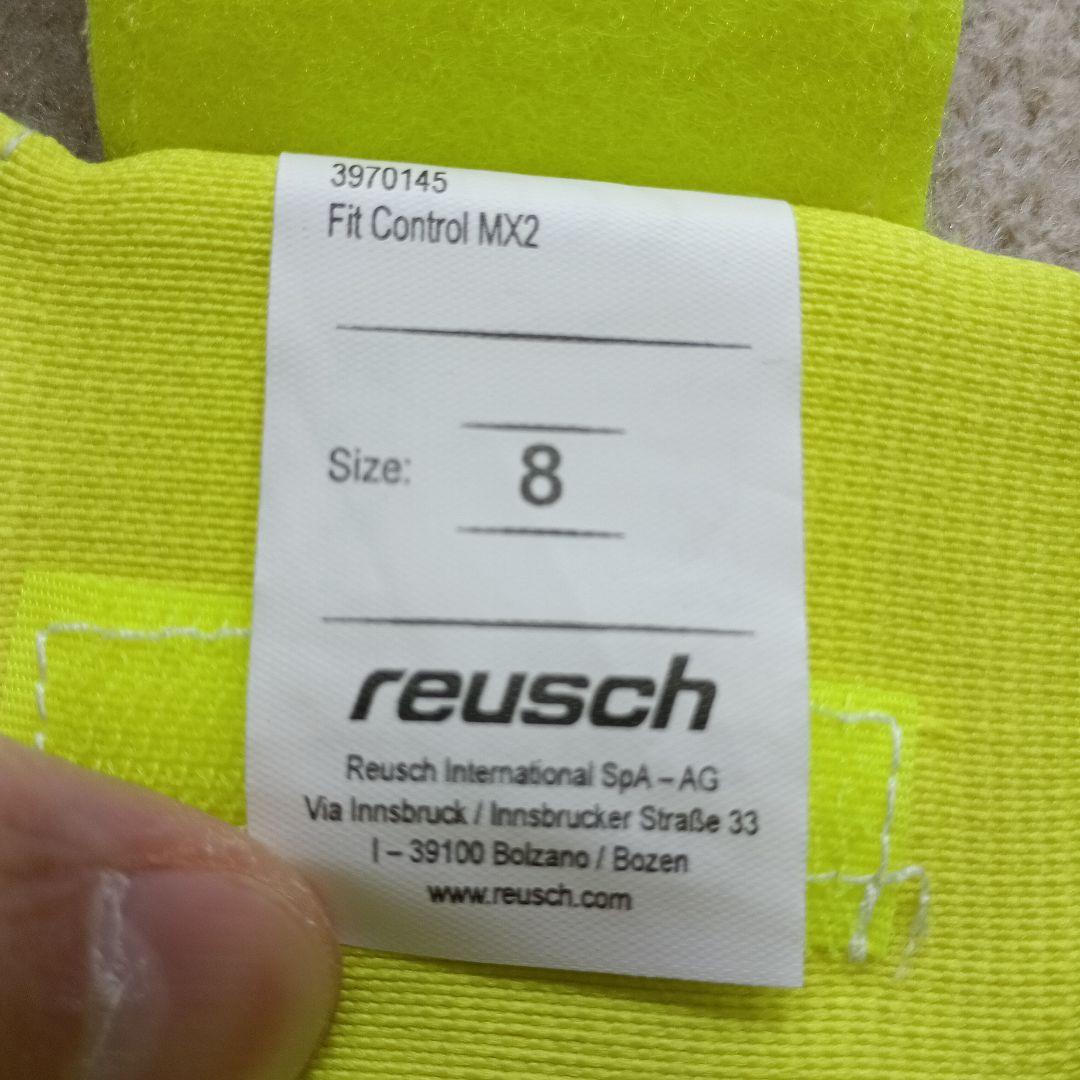 3970145
Fit Control MX2
Size: 8
reusch
Reusch International SpA – AG
Via Innsbruck / Innsbrucker Straße 33
I – 39100 Bolzano / Bozen
www.reusch.com